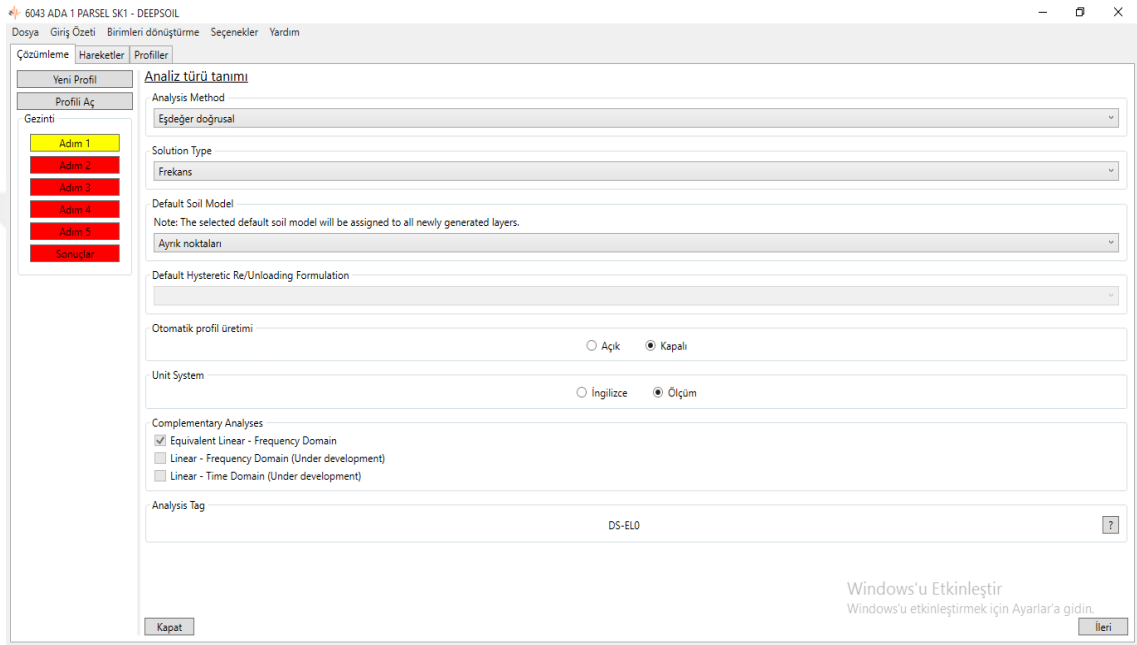 6043 ADA 1 PARSEL SK1 - DEEPSOIL
Dosya Giriş Özeti Birimleri dönüştürme Seçenekler Yardım
Çözümleme Hareketler Profiller
Yeni Profil
Profili Aç
Gezinti
Adım 1
Adım 2
Adım 3
Adım 4
Adım 5
Sonuçlar
Analiz türü tanımı
Analysis Method
Eşdeğer doğrusal
Solution Type
Frekans
Default Soil Model
Note: The selected default soil model will be assigned to all newly generated layers.
Ayrık noktaları
Default Hysteretic Re/Unloading Formulation
Otomatik profil üretimi
Açık Kapalı
Unit System
İngilizce Ölçüm
Complementary Analyses
Equivalent Linear - Frequency Domain
Linear - Frequency Domain (Under development)
Linear - Time Domain (Under development)
Analysis Tag
DS-EL0
?
Windows'u Etkinleştir
Windows'u etkinleştirmek için Ayarlar'a gidin.
Kapat
İleri